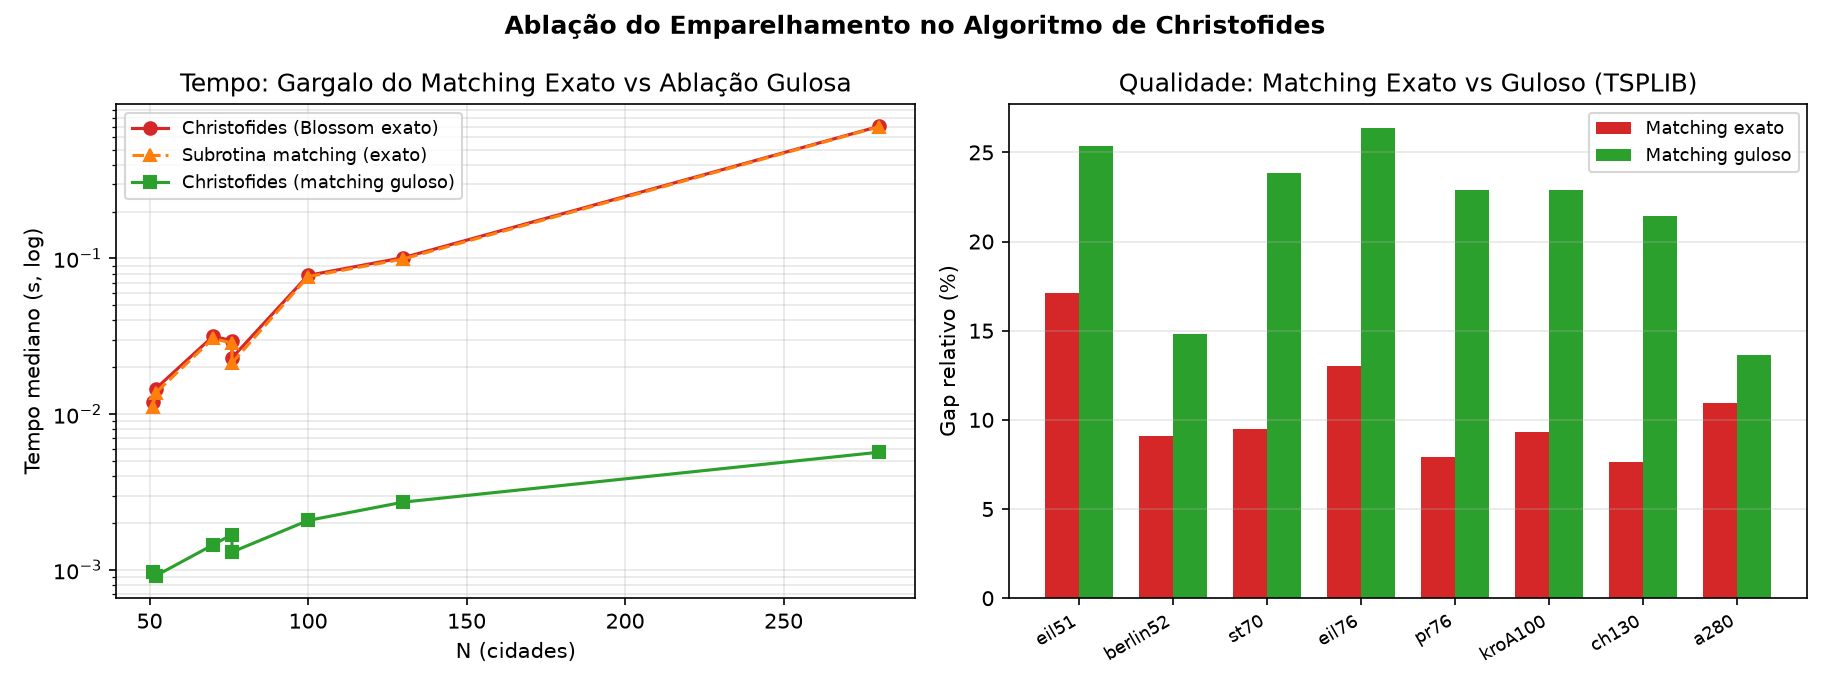 Ablação do Emparelhamento no Algoritmo de Christofides
Tempo: Gargalo do Matching Exato vs Ablação Gulosa
Christofides (Blossom exato)
Subrotina matching (exato)
Christofides (matching guloso)
Tempo mediano (s, log)
10⁻¹
10⁻²
10⁻³
50 100 150 200 250
N (cidades)
Qualidade: Matching Exato vs Guloso (TSPLIB)
Matching exato
Matching guloso
Gap relativo (%)
25
20
15
10
5
0
eil51 berlin52 st70 eil76 pr76 kroA100 ch130 a280